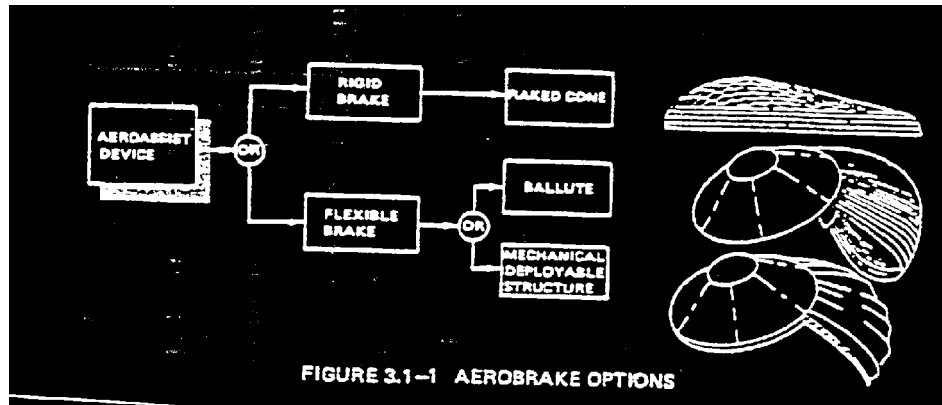 RIGID
BRAKE
RAKED CONE
AEROASSIST
DEVICE
OR
BALLUTE
FLEXIBLE
BRAKE
OR
MECHANICAL
DEPLOYABLE
STRUCTURE
FIGURE 3.1-1 AEROBRAKE OPTIONS